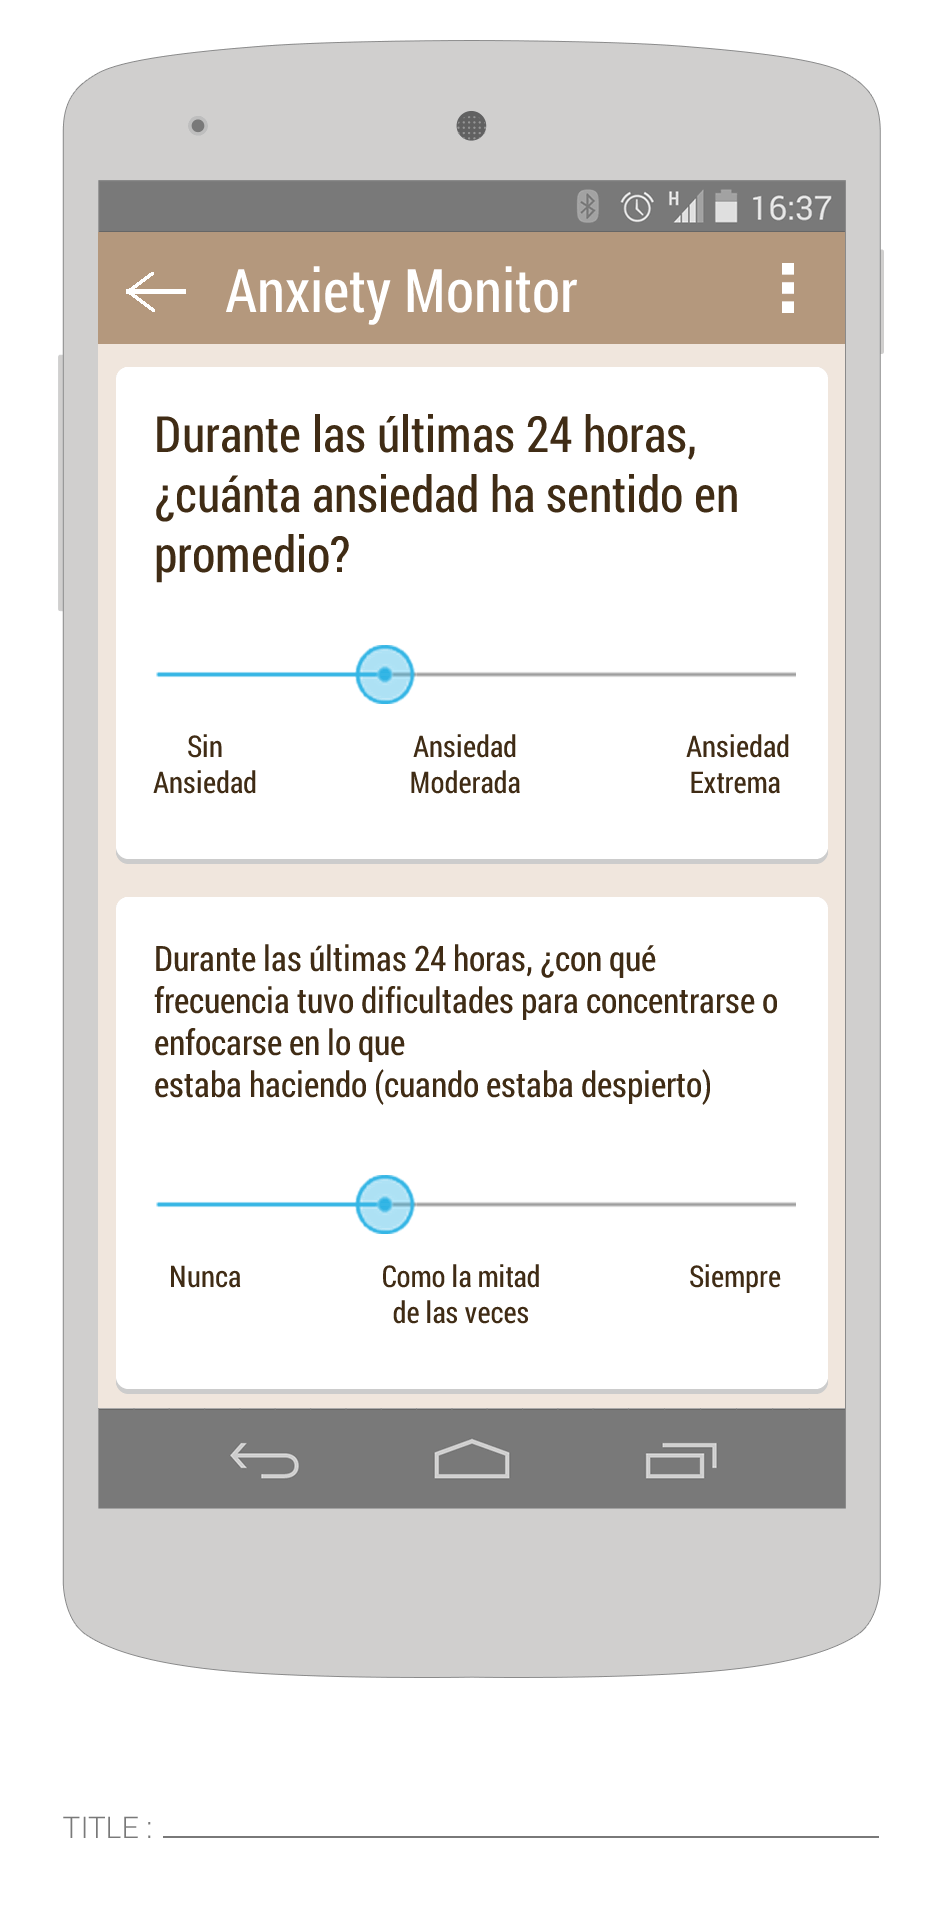 H 16:37
Anxiety Monitor
Durante las últimas 24 horas,
¿cuánta ansiedad ha sentido en
promedio?
Sin Ansiedad Ansiedad
Ansiedad Moderada Extrema
Durante las últimas 24 horas, ¿con qué
frecuencia tuvo dificultades para concentrarse o
enfocarse en lo que
estaba haciendo (cuando estaba despierto)
Nunca Como la mitad Siempre
de las veces
TITLE :